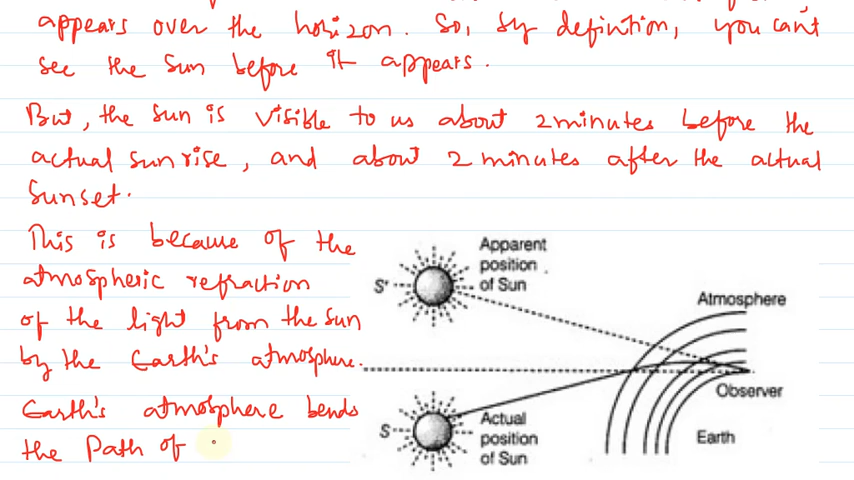 appears over the horizon. So, by definition, you can't
see the Sun before it appears.
But, the sun is visible to us about 2 minutes before the
actual sunrise, and about 2 minutes after the actual
Sunset.
This is because of the
atmospheric refraction
of the light from the Sun
by the Earth's atmosphere.
Earth's atmosphere bends
the Path of
Apparent
position
of Sun
S'
Atmosphere
Observer
S
Actual
position
of Sun
Earth